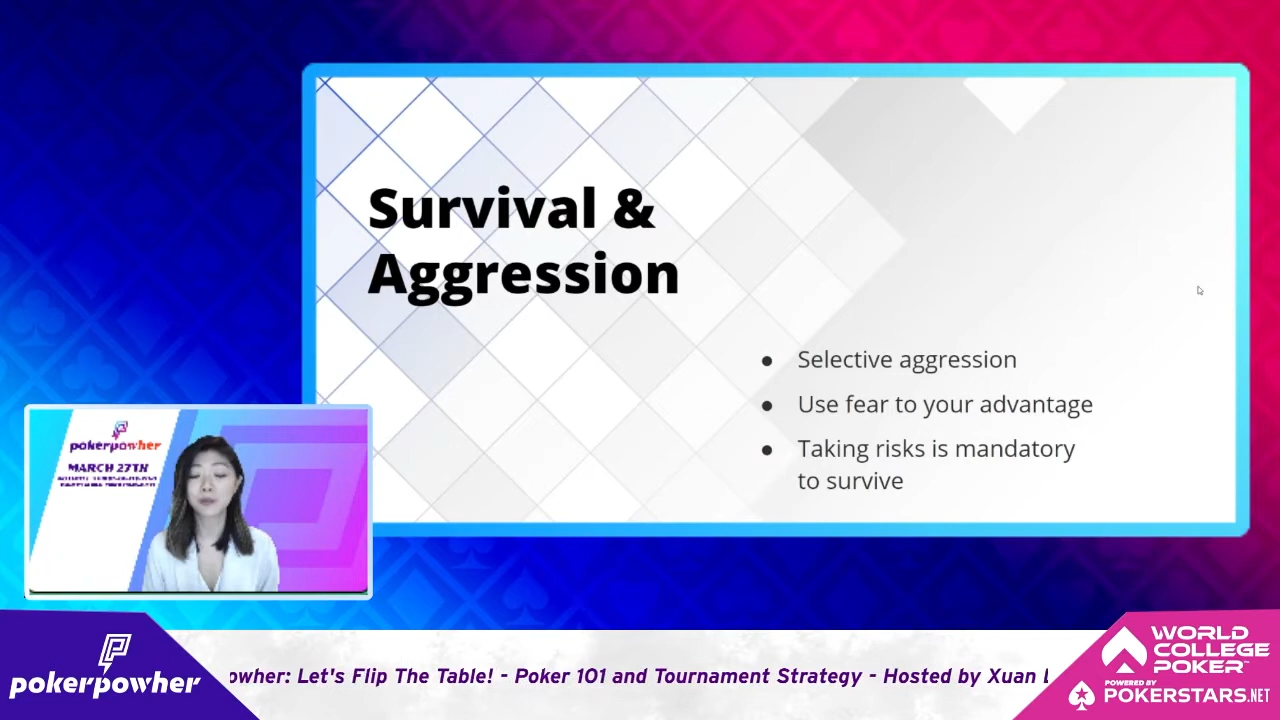 Survival &
Aggression
● Selective aggression
● Use fear to your advantage
● Taking risks is mandatory
to survive
pokerpowher
MARCH 27TH
pokerpowher
owher: Let's Flip The Table! - Poker 101 and Tournament Strategy - Hosted by Xuan
WORLD
COLLEGE
POKER™
POWERED BY
POKERSTARS.NET